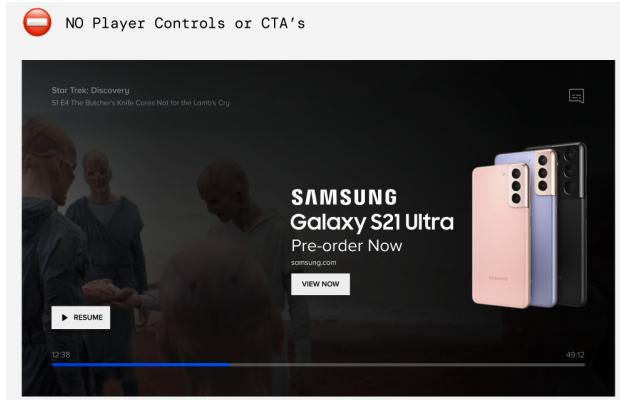 NO Player Controls or CTA's
Star Trek: Discovery
S1 E4 The Butcher's Knife Cares Not for the Lamb's Cry
SAMSUNG
Galaxy S21 Ultra
Pre-order Now
samsung.com
VIEW NOW
SAMSUNG
RESUME
12:38
49:12